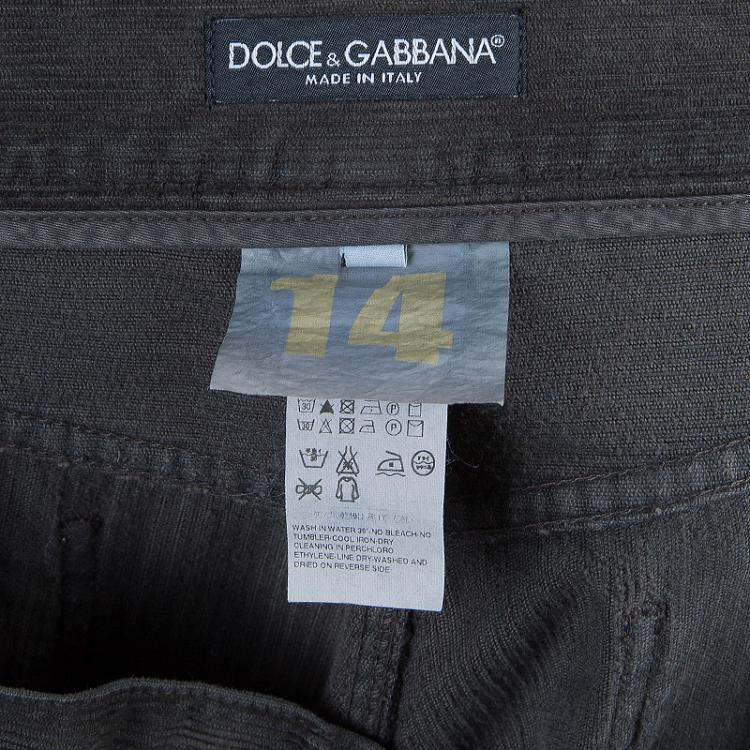 DOLCE & GABBANA®
MADE IN ITALY
14
WASH IN WATER 30°-NO BLEACH-NO
TUMBLER-COOL IRON-DRY
CLEANING IN PERCHLORO
ETHYLENE-LINE DRY-WASHED AND
DRIED ON REVERSE SIDE